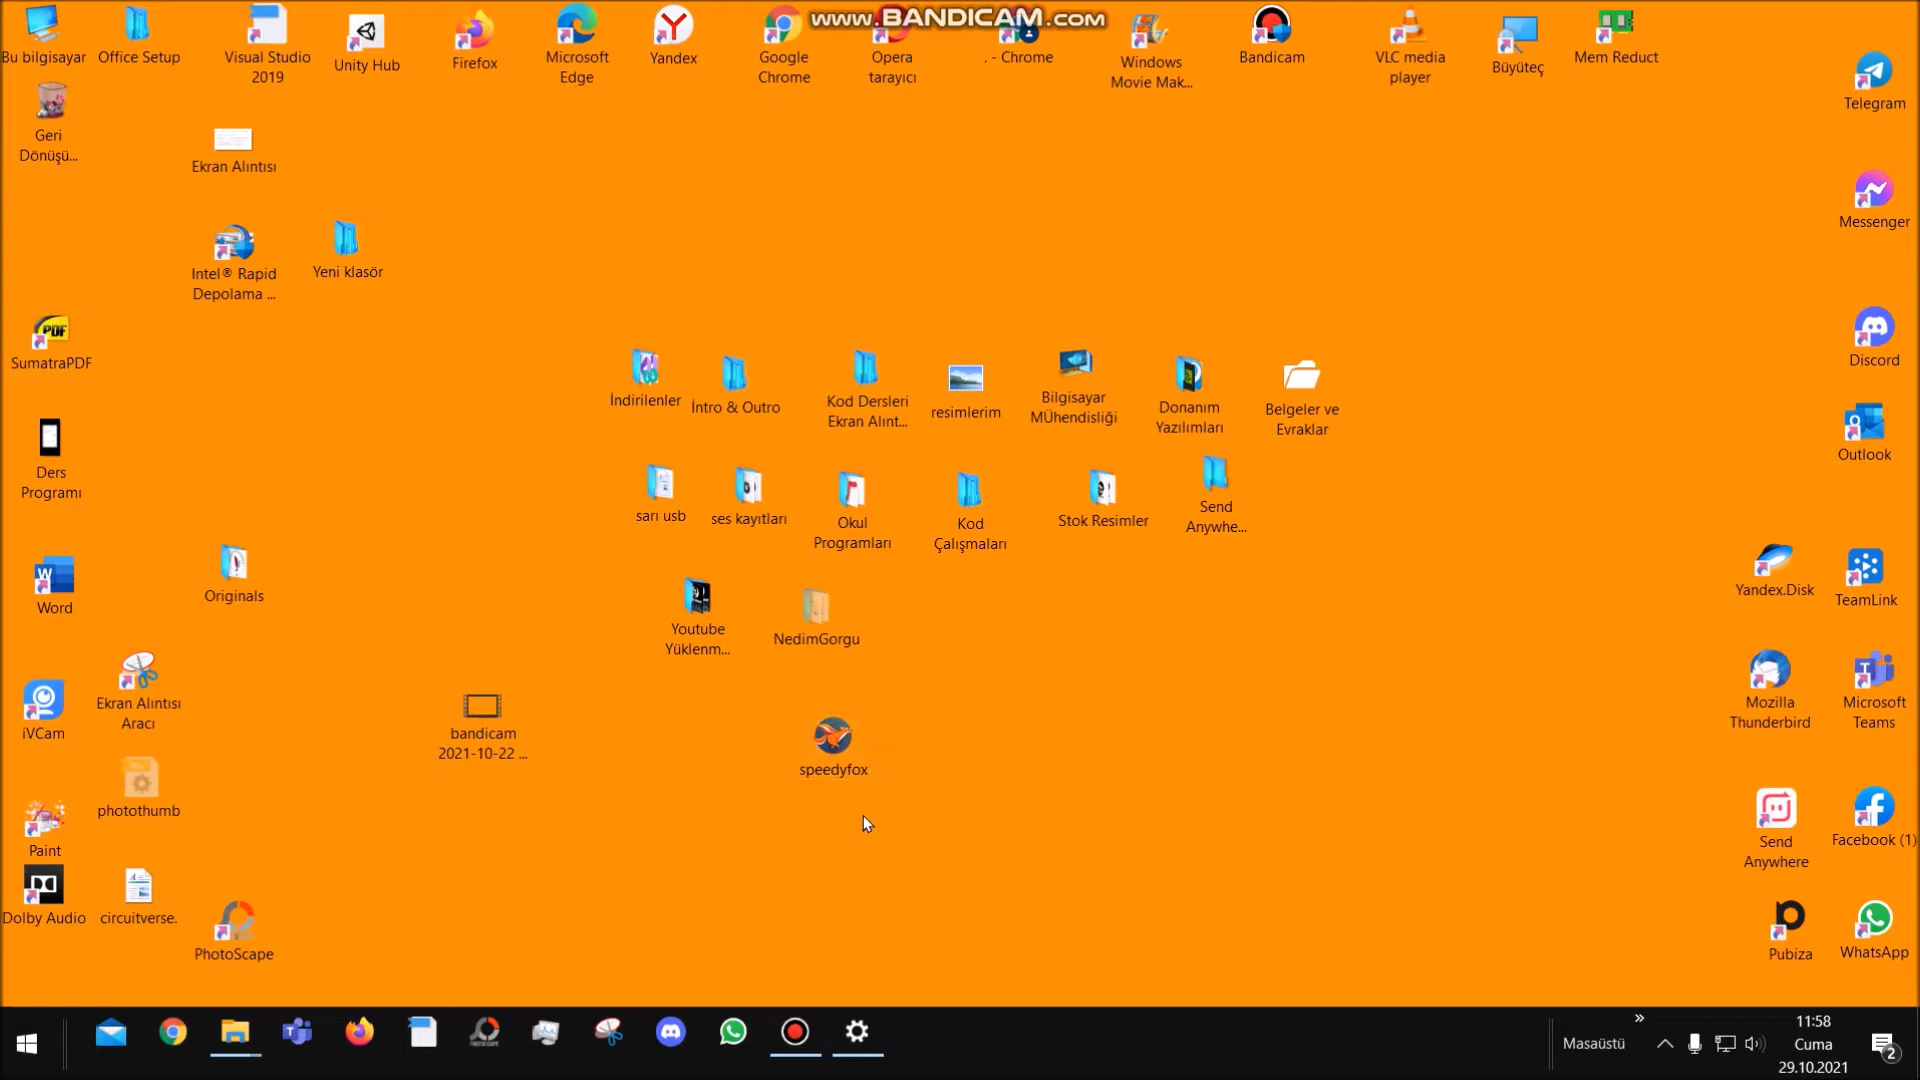 www.BANDICAM.com
Bu bilgisayar
Office Setup
Visual Studio
2019
Unity Hub
Firefox
Microsoft
Edge
Yandex
Google
Chrome
Opera
tarayıcı
. - Chrome
Windows
Movie Mak...
Bandicam
VLC media
player
Büyüteç
Mem Reduct
Telegram
Geri
Dönüşü...
Ekran Alıntısı
Messenger
Intel® Rapid
Depolama ...
Yeni klasör
PDF
SumatraPDF
Discord
İndirilenler
İntro & Outro
Kod Dersleri
Ekran Alınt...
resimlerim
Bilgisayar
MÜhendisliği
Donanım
Yazılımları
Belgeler ve
Evraklar
Outlook
Ders
Programı
sarı usb
ses kayıtları
Okul
Programları
Kod
Çalışmaları
Stok Resimler
Send
Anywhe...
Word
Originals
Yandex.Disk
TeamLink
Youtube
Yüklenm...
NedimGorgu
iVCam
Ekran Alıntısı
Aracı
bandicam
2021-10-22 ...
speedyfox
Mozilla
Thunderbird
Microsoft
Teams
photothumb
Paint
Send
Anywhere
Facebook (1)
Dolby Audio
circuitverse.
PhotoScape
Pubiza
WhatsApp
Masaüstü
11:58
Cuma
29.10.2021
2